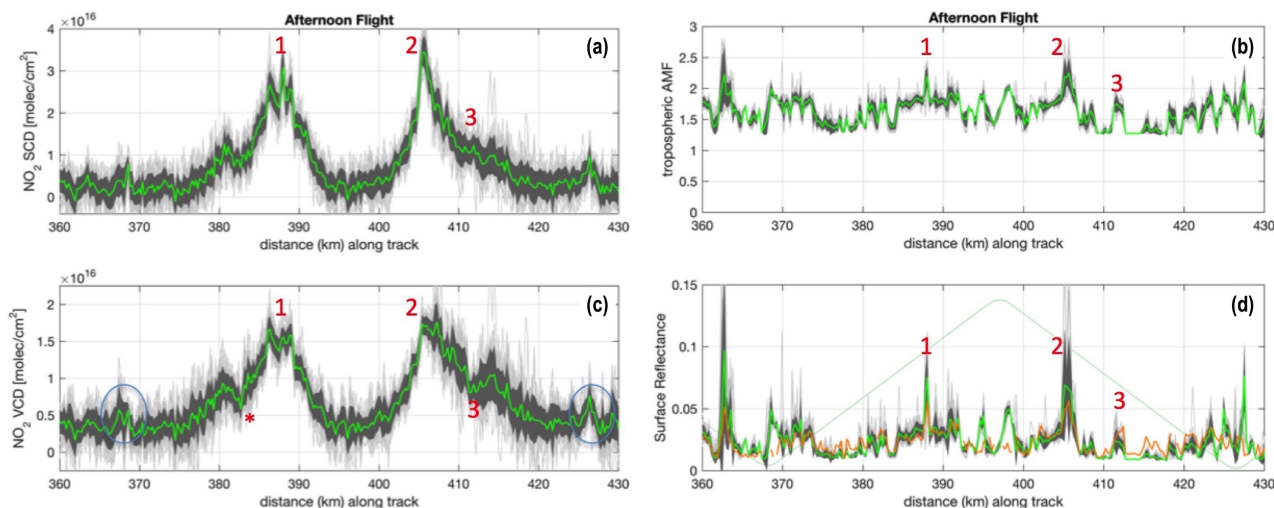 Afternoon Flight
×10¹⁶
(a)
1
2
3
4
3
2
1
0
NO₂ SCD [molec/cm²]
360 370 380 390 400 410 420 430
distance (km) along track
Afternoon Flight
(b)
1
2
3
3
2.5
2
1.5
1
0.5
0
tropospheric AMF
360 370 380 390 400 410 420 430
distance (km) along track
×10¹⁶
(c)
1
2
3
*
2
1.5
1
0.5
0
NO₂ VCD [molec/cm²]
360 370 380 390 400 410 420 430
distance (km) along track
(d)
1
2
3
0.15
0.1
0.05
0
Surface Reflectance
360 370 380 390 400 410 420 430
distance (km) along track